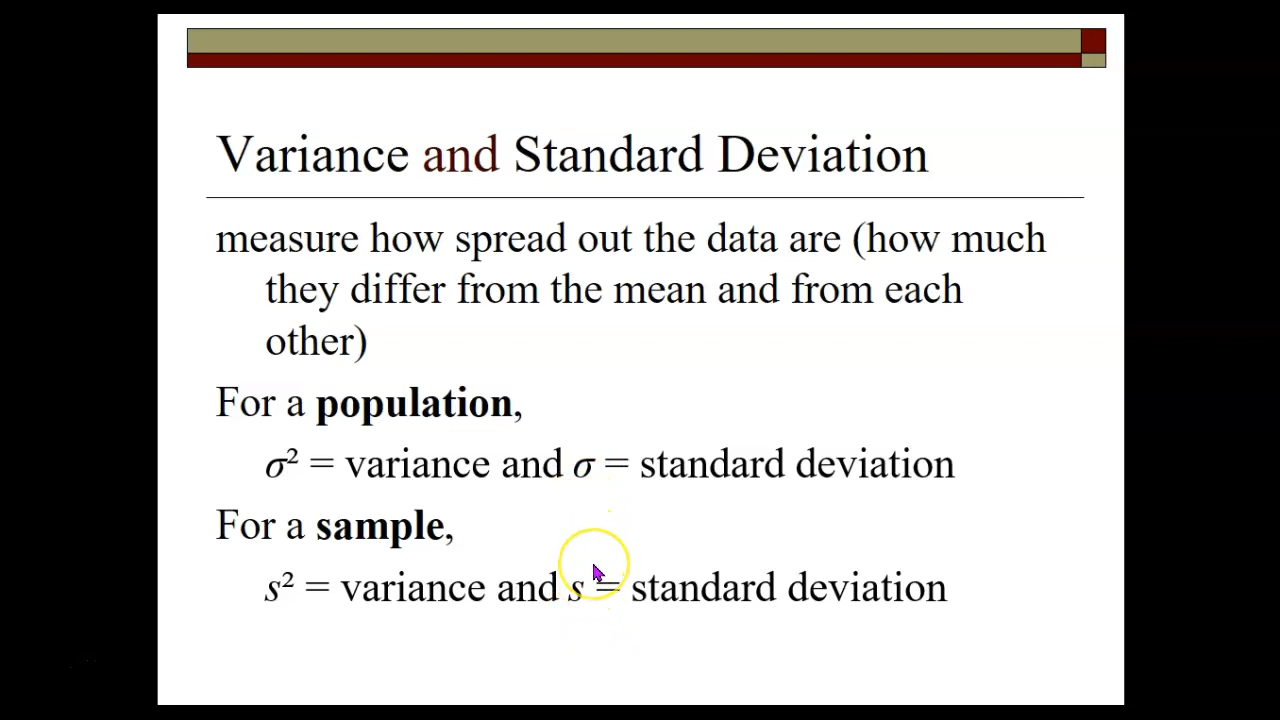 Variance and Standard Deviation
measure how spread out the data are (how much
they differ from the mean and from each
other)
For a population,
σ² = variance and σ = standard deviation
For a sample,
s² = variance and s = standard deviation